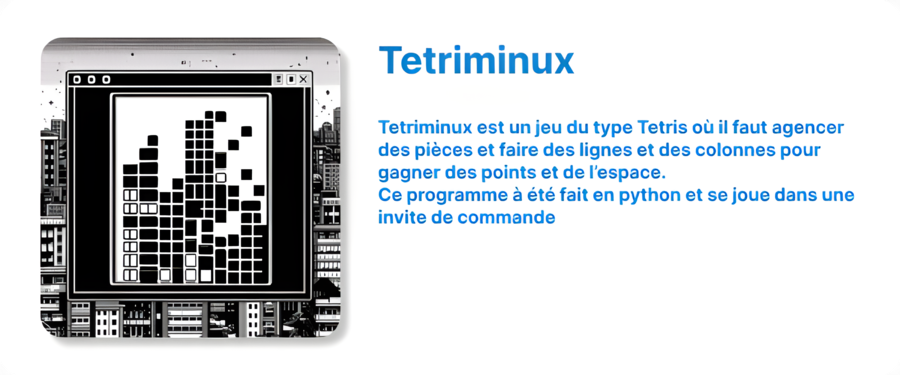 Tetriminux
Tetriminux est un jeu du type Tetris où il faut agencer
des pièces et faire des lignes et des colonnes pour
gagner des points et de l'espace.
Ce programme à été fait en python et se joue dans une
invite de commande